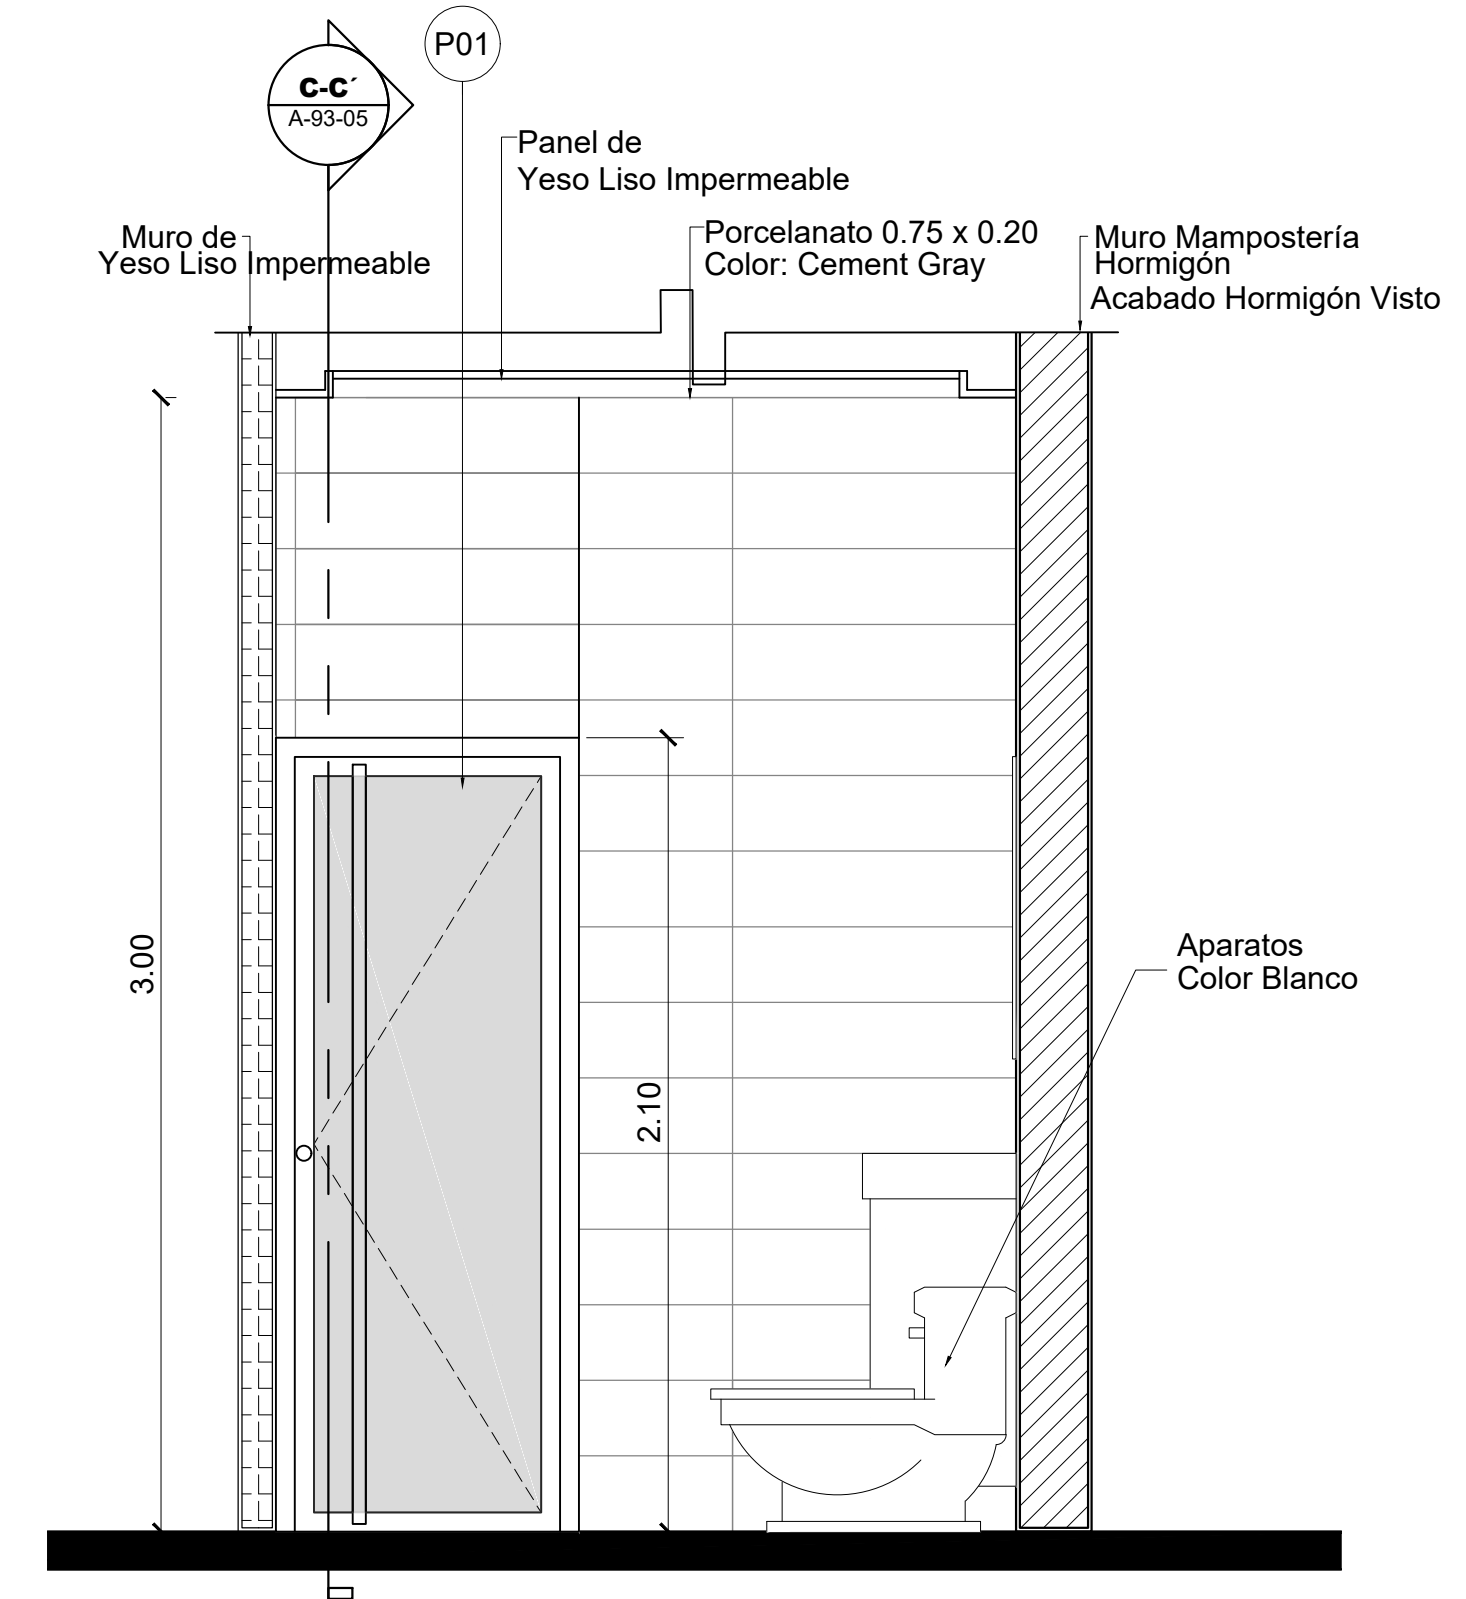 P01
C-C´
A-93-05
Panel de
Yeso Liso Impermeable
Muro de
Yeso Liso Impermeable
Porcelanato 0.75 x 0.20
Color: Cement Gray
Muro Mampostería
Hormigón
Acabado Hormigón Visto
3.00
2.10
Aparatos
Color Blanco